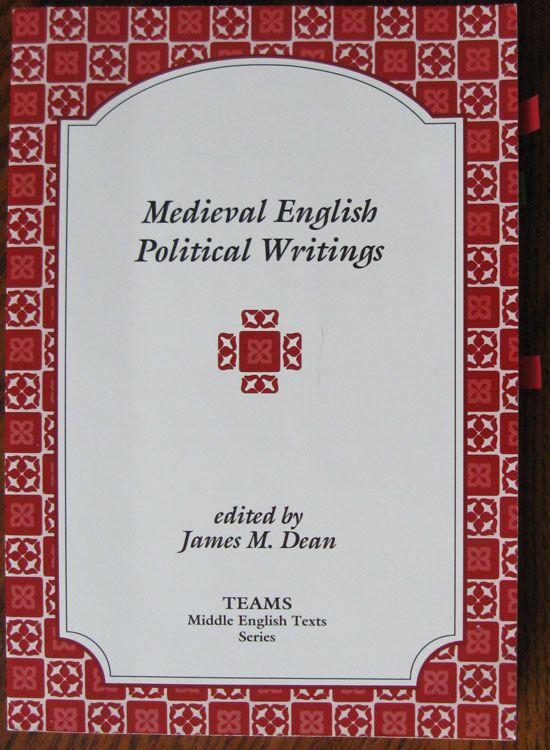 Medieval English
Political Writings
edited by
James M. Dean
TEAMS
Middle English Texts
Series